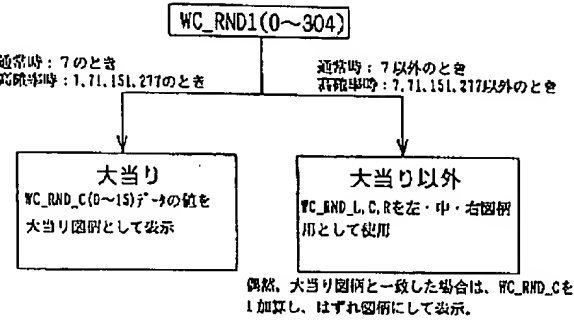 WC_RND1(0〜304)
通常時：7のとき
高確率時：7.71.151.277のとき
通常時：7以外のとき
高確率時：7.71.151.277以外のとき
大当り
WC_RND_C(0〜15)データの値を
大当り図柄として表示
大当り以外
WC_RND_L,C,Rを左・中・右図柄
用として使用
偶然、大当り図柄と一致した場合は、WC_RND_Cを
1加算し、はずれ図柄にして表示。